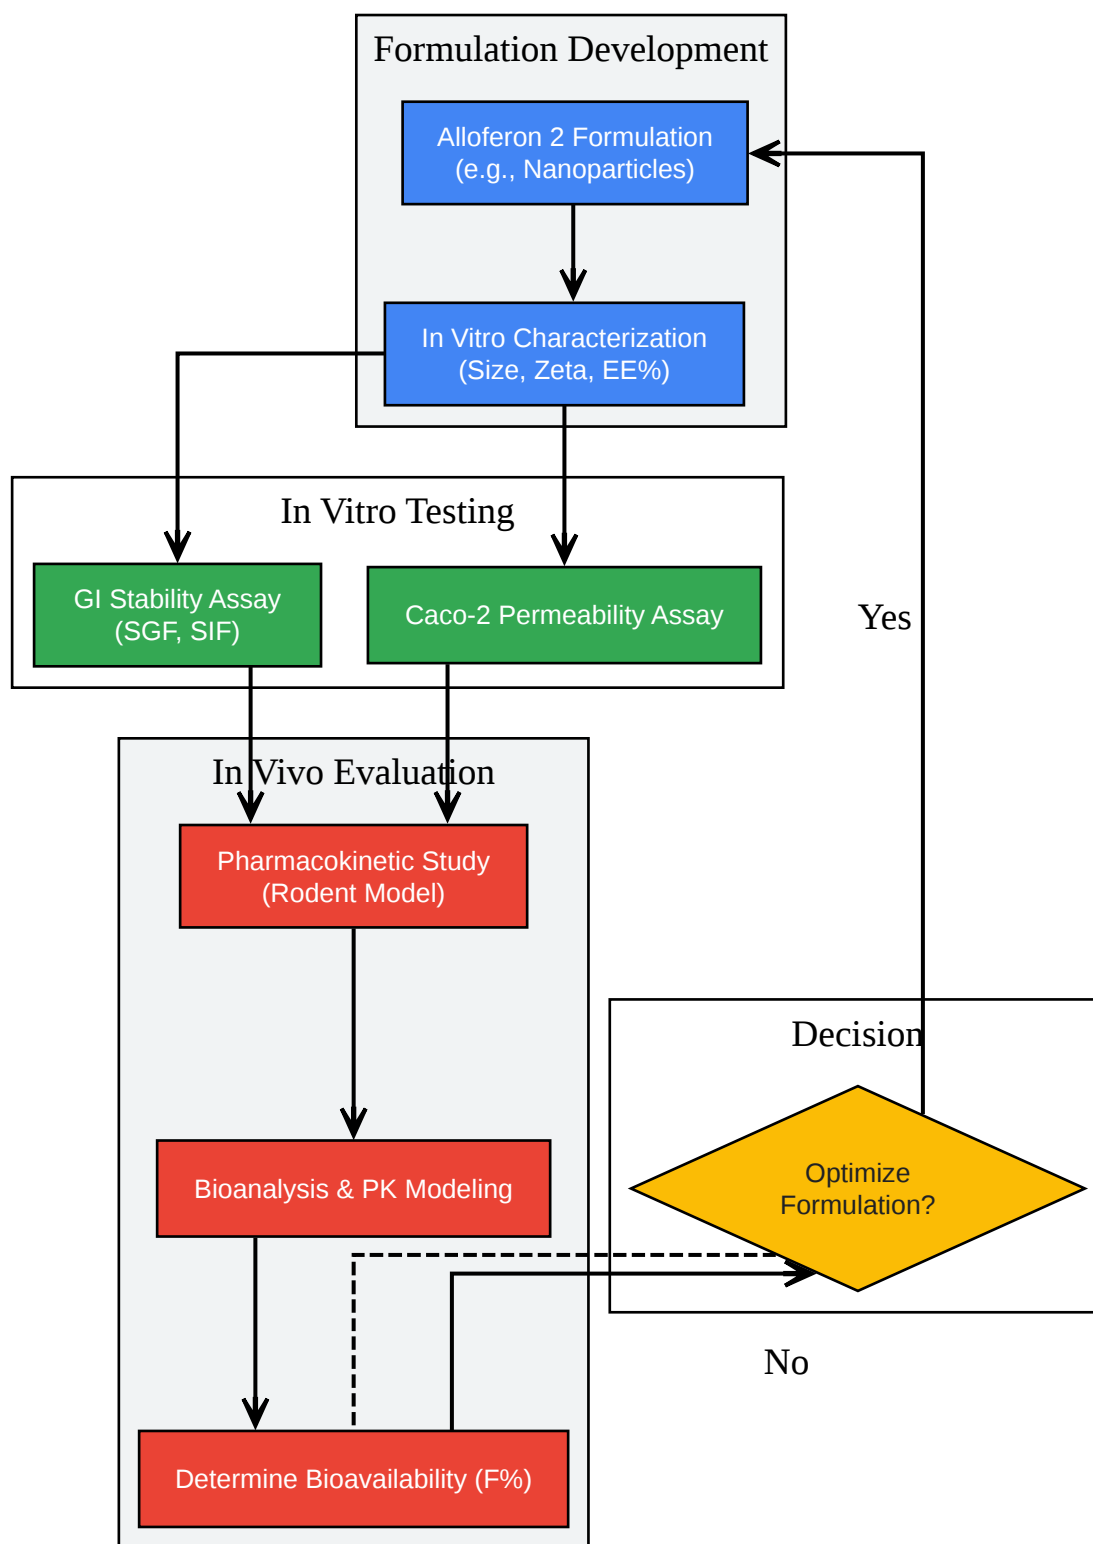 Formulation Development
Alloferon 2 Formulation
(e.g., Nanoparticles)
In Vitro Characterization
(Size, Zeta, EE%)
In Vitro Testing
GI Stability Assay
(SGF, SIF)
Caco-2 Permeability Assay
Yes
In Vivo Evaluation
Pharmacokinetic Study
(Rodent Model)
Decision
Optimize
Formulation?
Bioanalysis & PK Modeling
No
Determine Bioavailability (F%)